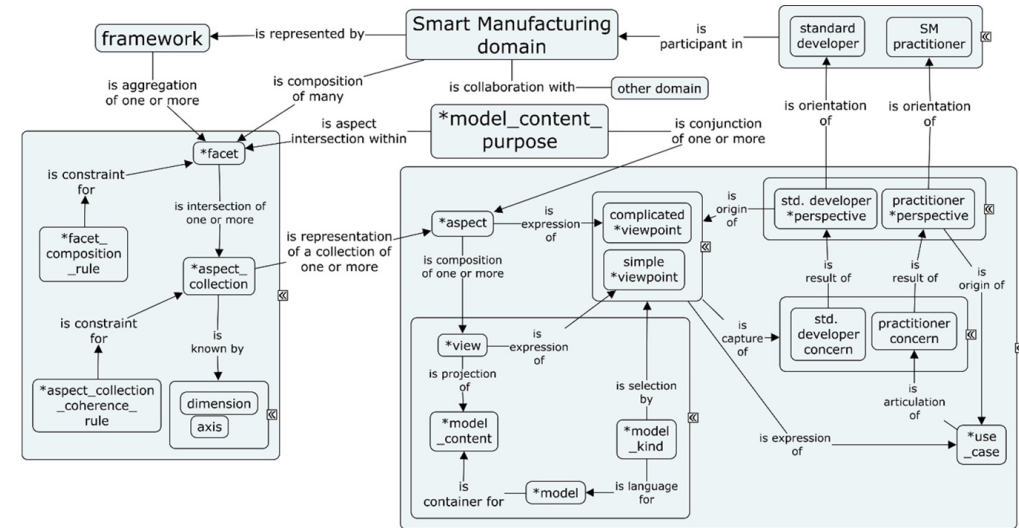 framework
is represented by
Smart Manufacturing
domain
is
participant in
standard
developer
SM
practitioner
is aggregation
of one or more
is composition
of many
is collaboration with
other domain
is orientation
of
is orientation
of
is aspect
intersection within
*model_content_
purpose
is conjunction
of one or more
*facet
is constraint
for
is intersection of
one or more
*facet_
composition
_rule
*aspect_
collection
is representation
of a collection of
one or more
is constraint
for
is
known by
*aspect_collection
_coherence_
rule
dimension
axis
*aspect
is
expression
of
complicated
*viewpoint
simple
*viewpoint
is
origin
of
std. developer
*perspective
practitioner
*perspective
is composition
of one or more
is
result of
is
result of
is
origin of
*view
is
expression
of
is
capture
of
std.
developer
concern
practitioner
concern
is projection
of
is selection
by
is
articulation
of
*model
_content
*model
_kind
is expression
of
*use
_case
is
container for
*model
is language
for